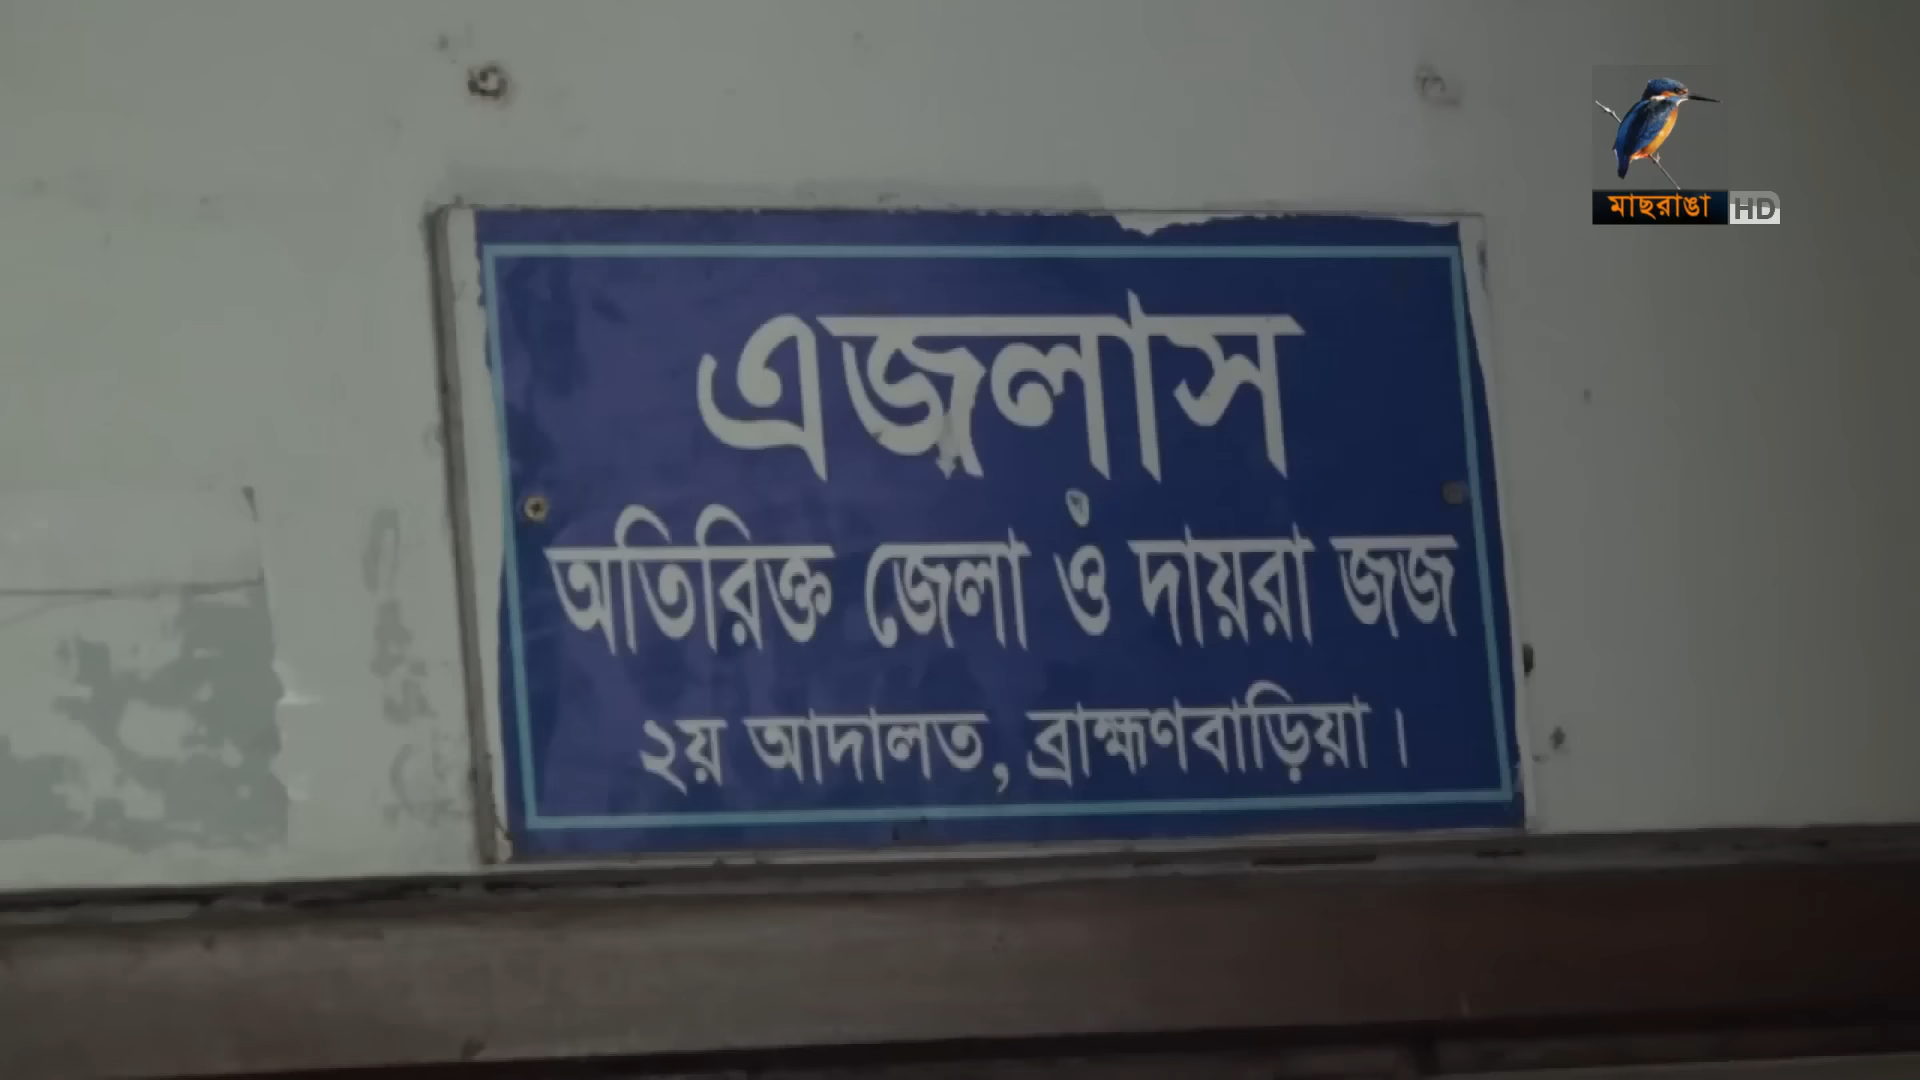 মাছরাঙা HD
এজলাস
অতিরিক্ত জেলা ও দায়রা জজ
২য় আদালত, ব্রাহ্মণবাড়িয়া।